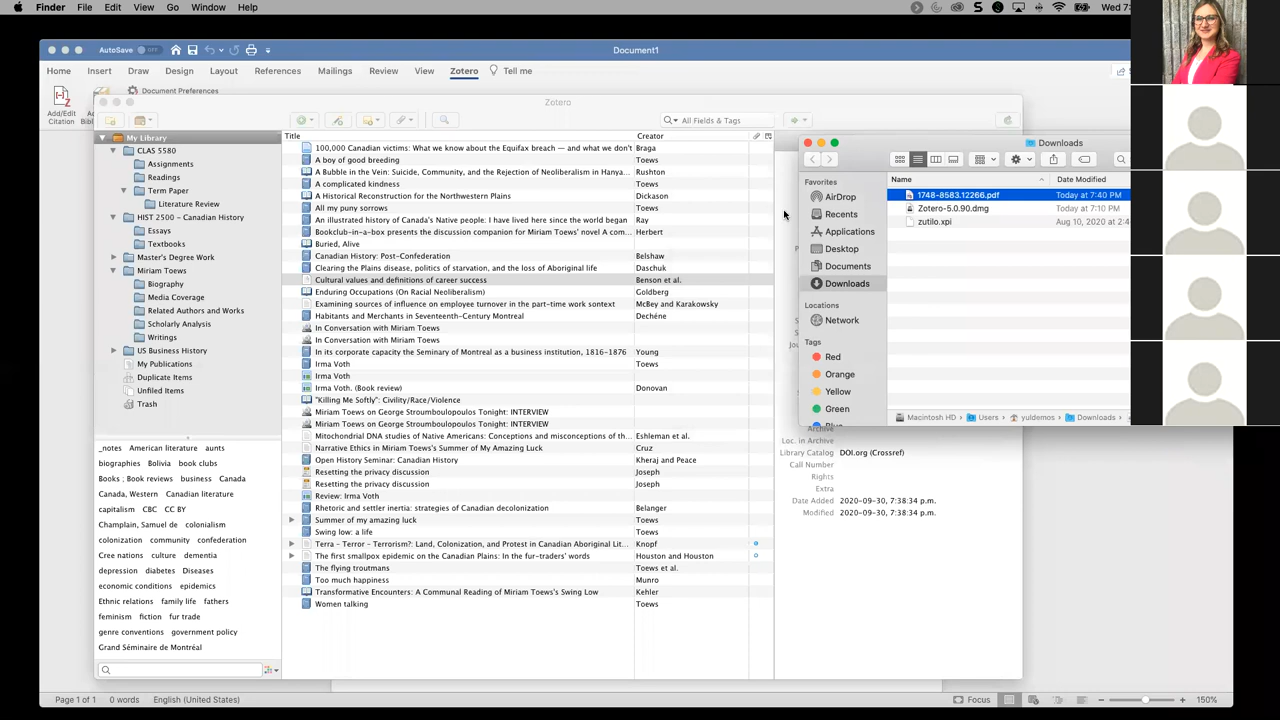 Finder File Edit View Go Window Help
Wed 7:
AutoSave OFF
Document1
Home Insert Draw Design Layout References Mailings Review View Zotero Tell me
Add/Edit
Citation
Document Preferences
Zotero
All Fields & Tags
My Library
CLAS 5580
Assignments
Readings
Term Paper
Literature Review
HIST 2500 - Canadian History
Essays
Textbooks
Master's Degree Work
Miriam Toews
Biography
Media Coverage
Related Authors and Works
Scholarly Analysis
Writings
US Business History
My Publications
Duplicate Items
Unfiled Items
Trash
_notes American literature aunts
biographies Bolivia book clubs
Books ; Book reviews business Canada
Canada, Western Canadian literature
capitalism CBC CC BY
Champlain, Samuel de colonialism
colonization community confederation
Cree nations culture dementia
depression diabetes Diseases
economic conditions epidemics
Ethnic relations family life fathers
feminism fiction fur trade
genre conventions government policy
Grand Séminaire de Montréal
Title Creator
100,000 Canadian victims: What we know about the Equifax breach — and what we don't Braga
A boy of good breeding Toews
A Bubble in the Vein: Suicide, Community, and the Rejection of Neoliberalism in Hanya... Rushton
A complicated kindness Toews
A Historical Reconstruction for the Northwestern Plains Dickason
All my puny sorrows Toews
An illustrated history of Canada's Native people: I have lived here since the world began Ray
Bookclub-in-a-box presents the discussion companion for Miriam Toews' novel A com... Herbert
Buried, Alive
Canadian History: Post-Confederation Belshaw
Clearing the Plains disease, politics of starvation, and the loss of Aboriginal life Daschuk
Cultural values and definitions of career success Benson et al.
Enduring Occupations (On Racial Neoliberalism) Goldberg
Examining sources of influence on employee turnover in the part-time work context McBey and Karakowsky
Habitants and Merchants in Seventeenth-Century Montreal Dechéne
In Conversation with Miriam Toews
In Conversation with Miriam Toews
In its corporate capacity the Seminary of Montreal as a business institution, 1816-1876 Young
Irma Voth Toews
Irma Voth
Irma Voth. (Book review) Donovan
"Killing Me Softly": Civility/Race/Violence
Miriam Toews on George Stroumboulopoulos Tonight: INTERVIEW
Miriam Toews on George Stroumboulopoulos Tonight: INTERVIEW
Mitochondrial DNA studies of Native Americans: Conceptions and misconceptions of th... Eshleman et al.
Narrative Ethics in Miriam Toews's Summer of My Amazing Luck Cruz
Open History Seminar: Canadian History Kheraj and Peace
Resetting the privacy discussion Joseph
Resetting the privacy discussion Joseph
Review: Irma Voth
Rhetoric and settler inertia: strategies of Canadian decolonization Belanger
Summer of my amazing luck Toews
Swing low: a life Toews
Terra - Terror - Terrorism?: Land, Colonization, and Protest in Canadian Aboriginal Lit... Knopf
The first smallpox epidemic on the Canadian Plains: In the fur-traders' words Houston and Houston
The flying troutmans Toews et al.
Too much happiness Munro
Transformative Encounters: A Communal Reading of Miriam Toews's Swing Low Kehler
Women talking Toews
Downloads
Favorites
AirDrop
Recents
Applications
Desktop
Documents
Downloads
Locations
Network
Tags
Red
Orange
Yellow
Green
Name Date Modified
1748-8583.12266.pdf Today at 7:40 PM
Zotero-5.0.90.dmg Today at 7:10 PM
zutilo.xpi Aug 10, 2020 at 2:4
Macintosh HD Users yuldemos Downloads
Loc. in Archive
Library Catalog DOI.org (Crossref)
Call Number
Rights
Extra
Date Added 2020-09-30, 7:38:34 p.m.
Modified 2020-09-30, 7:38:34 p.m.
Page 1 of 1 0 words English (United States)
Focus
150%